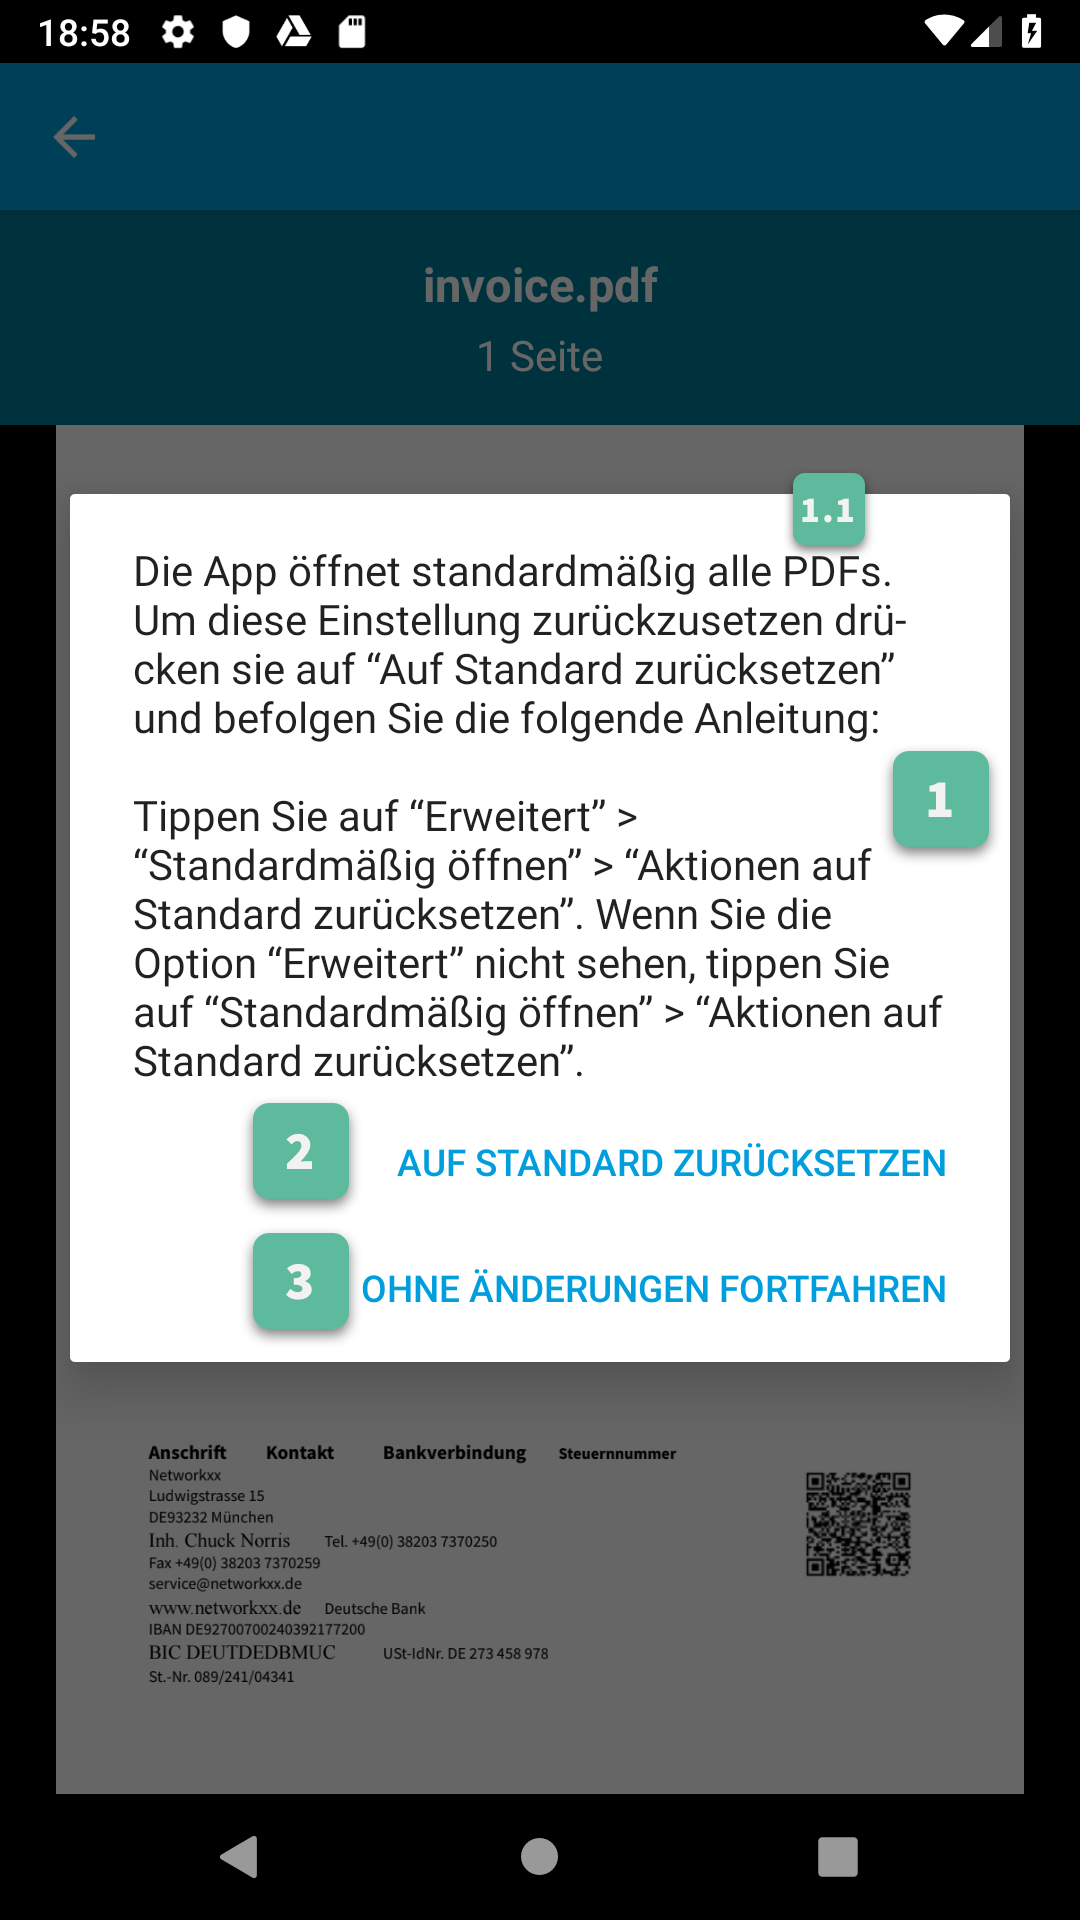 18:58
invoice.pdf
1 Seite
1.1
Die App öffnet standardmäßig alle PDFs.
Um diese Einstellung zurückzusetzen drü-
cken sie auf “Auf Standard zurücksetzen”
und befolgen Sie die folgende Anleitung:
1
Tippen Sie auf “Erweitert” >
“Standardmäßig öffnen” > “Aktionen auf
Standard zurücksetzen”. Wenn Sie die
Option “Erweitert” nicht sehen, tippen Sie
auf “Standardmäßig öffnen” > “Aktionen auf
Standard zurücksetzen”.
2 AUF STANDARD ZURÜCKSETZEN
3 OHNE ÄNDERUNGEN FORTFAHREN
Anschrift Kontakt Bankverbindung Steuernnummer
Networkxx
Ludwigstrasse 15
DE93232 München
Inh. Chuck Norris Tel. +49(0) 38203 7370250
Fax +49(0) 38203 7370259
service@networkxx.de
www.networkxx.de Deutsche Bank
IBAN DE92700700240392177200
BIC DEUTDEDBMUC USt-IdNr. DE 273 458 978
St.-Nr. 089/241/04341